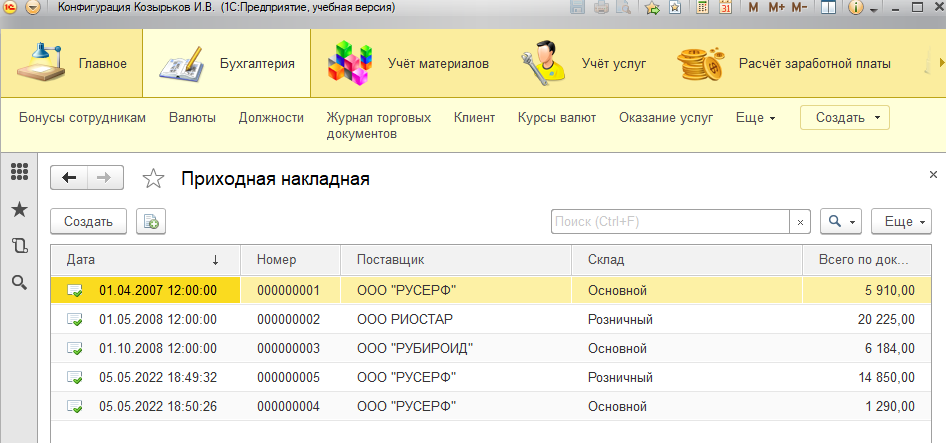 Конфигурация Козырьков И.В. (1С:Предприятие, учебная версия)
M M+ M-
Главное
Бухгалтерия
Учёт материалов
Учёт услуг
Расчёт заработной платы
Бонусы сотрудникам Валюты Должности Журнал торговых документов Клиент Курсы валют Оказание услуг Еще Создать
Приходная накладная
Создать Поиск (Ctrl+F) × Еще
Дата ↓ Номер Поставщик Склад Всего по док...
01.04.2007 12:00:00 000000001 ООО "РУСЕРФ" Основной 5 910,00
01.05.2008 12:00:00 000000002 ООО РИОСТАР Розничный 20 225,00
01.10.2008 12:00:00 000000003 ООО "РУБИРОИД" Основной 6 184,00
05.05.2022 18:49:32 000000005 ООО "РУСЕРФ" Розничный 14 850,00
05.05.2022 18:50:26 000000004 ООО "РУСЕРФ" Основной 1 290,00